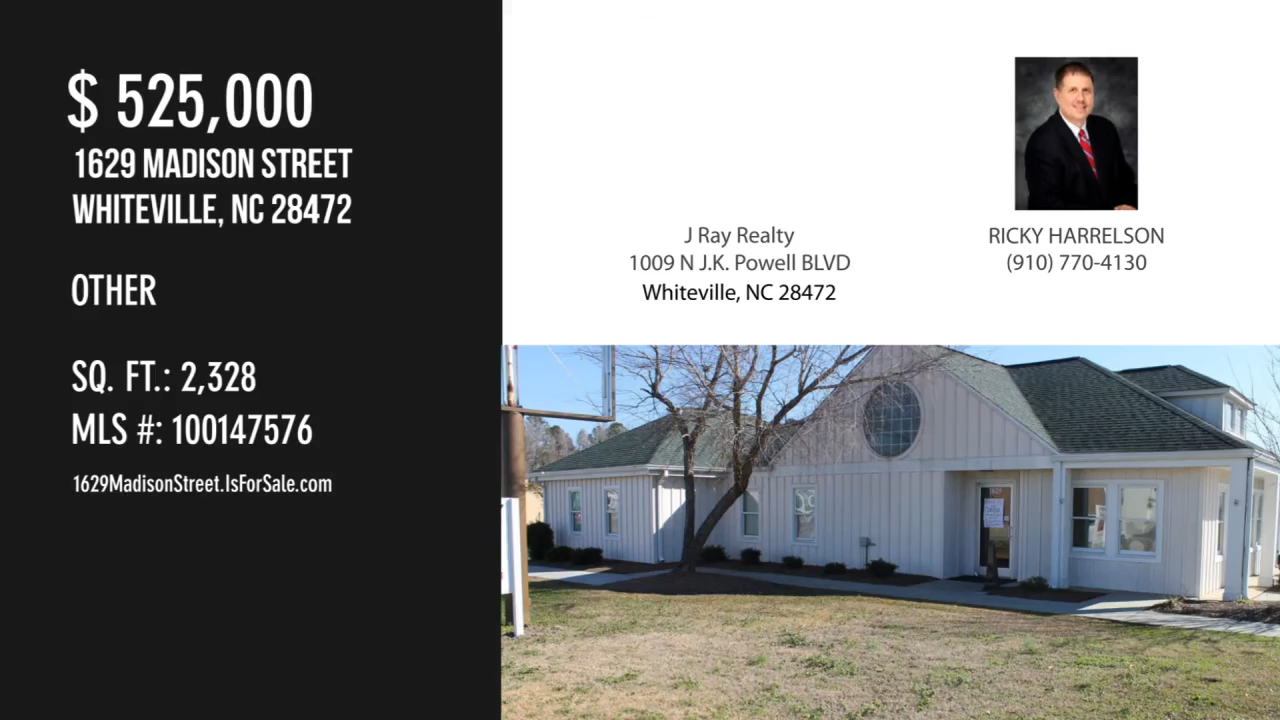 $ 525,000
1629 MADISON STREET
WHITEVILLE, NC 28472
OTHER
SQ. FT.: 2,328
MLS #: 100147576
1629MadisonStreet.IsForSale.com
J Ray Realty
1009 N J.K. Powell BLVD
Whiteville, NC 28472
RICKY HARRELSON
(910) 770-4130